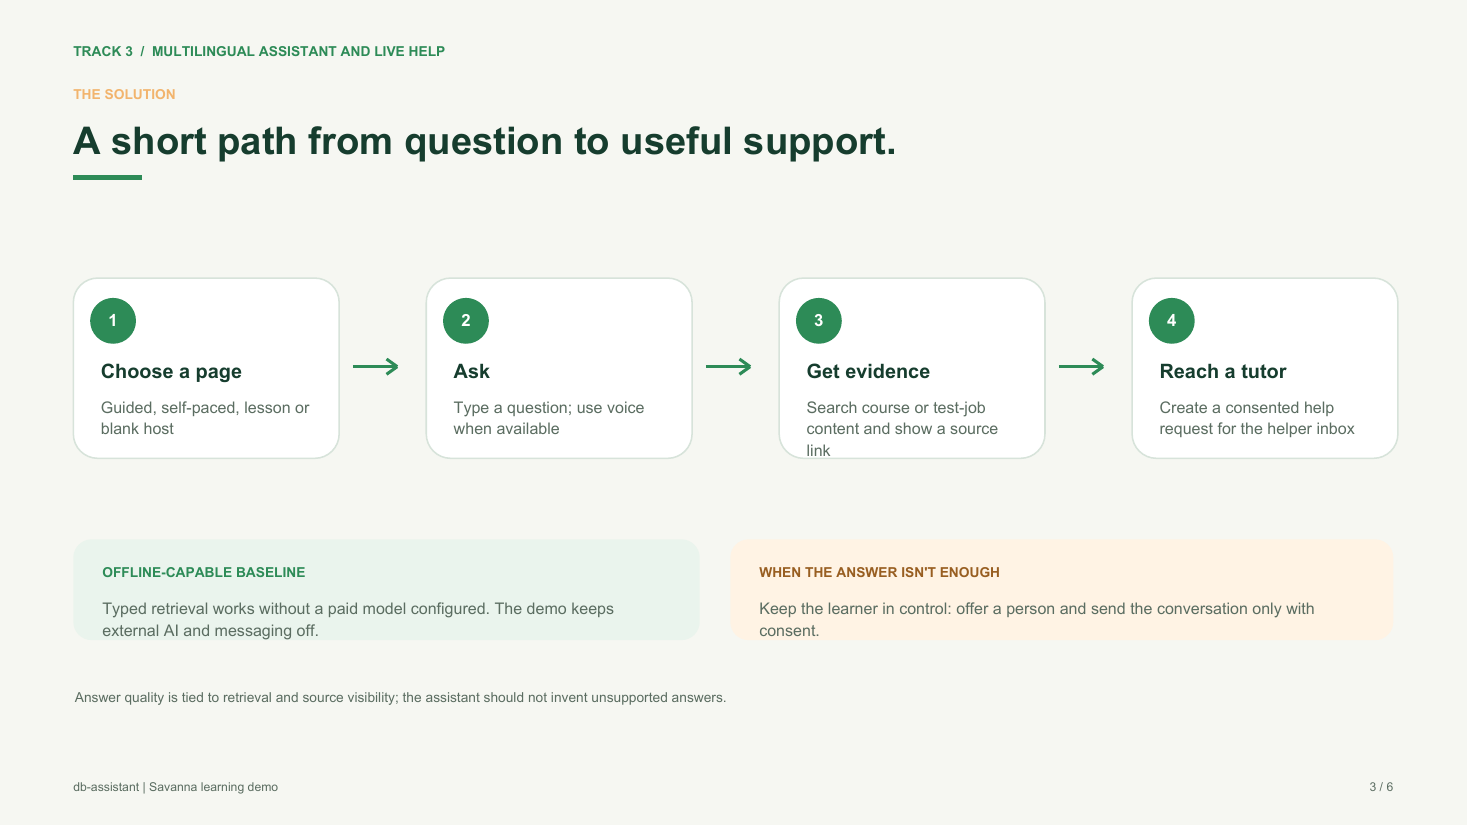 TRACK 3 / MULTILINGUAL ASSISTANT AND LIVE HELP
THE SOLUTION
A short path from question to useful support.
1
Choose a page
Guided, self-paced, lesson or
blank host
2
Ask
Type a question; use voice
when available
3
Get evidence
Search course or test-job
content and show a source
link
4
Reach a tutor
Create a consented help
request for the helper inbox
OFFLINE-CAPABLE BASELINE
Typed retrieval works without a paid model configured. The demo keeps
external AI and messaging off.
WHEN THE ANSWER ISN'T ENOUGH
Keep the learner in control: offer a person and send the conversation only with
consent.
Answer quality is tied to retrieval and source visibility; the assistant should not invent unsupported answers.
db-assistant | Savanna learning demo
3 / 6